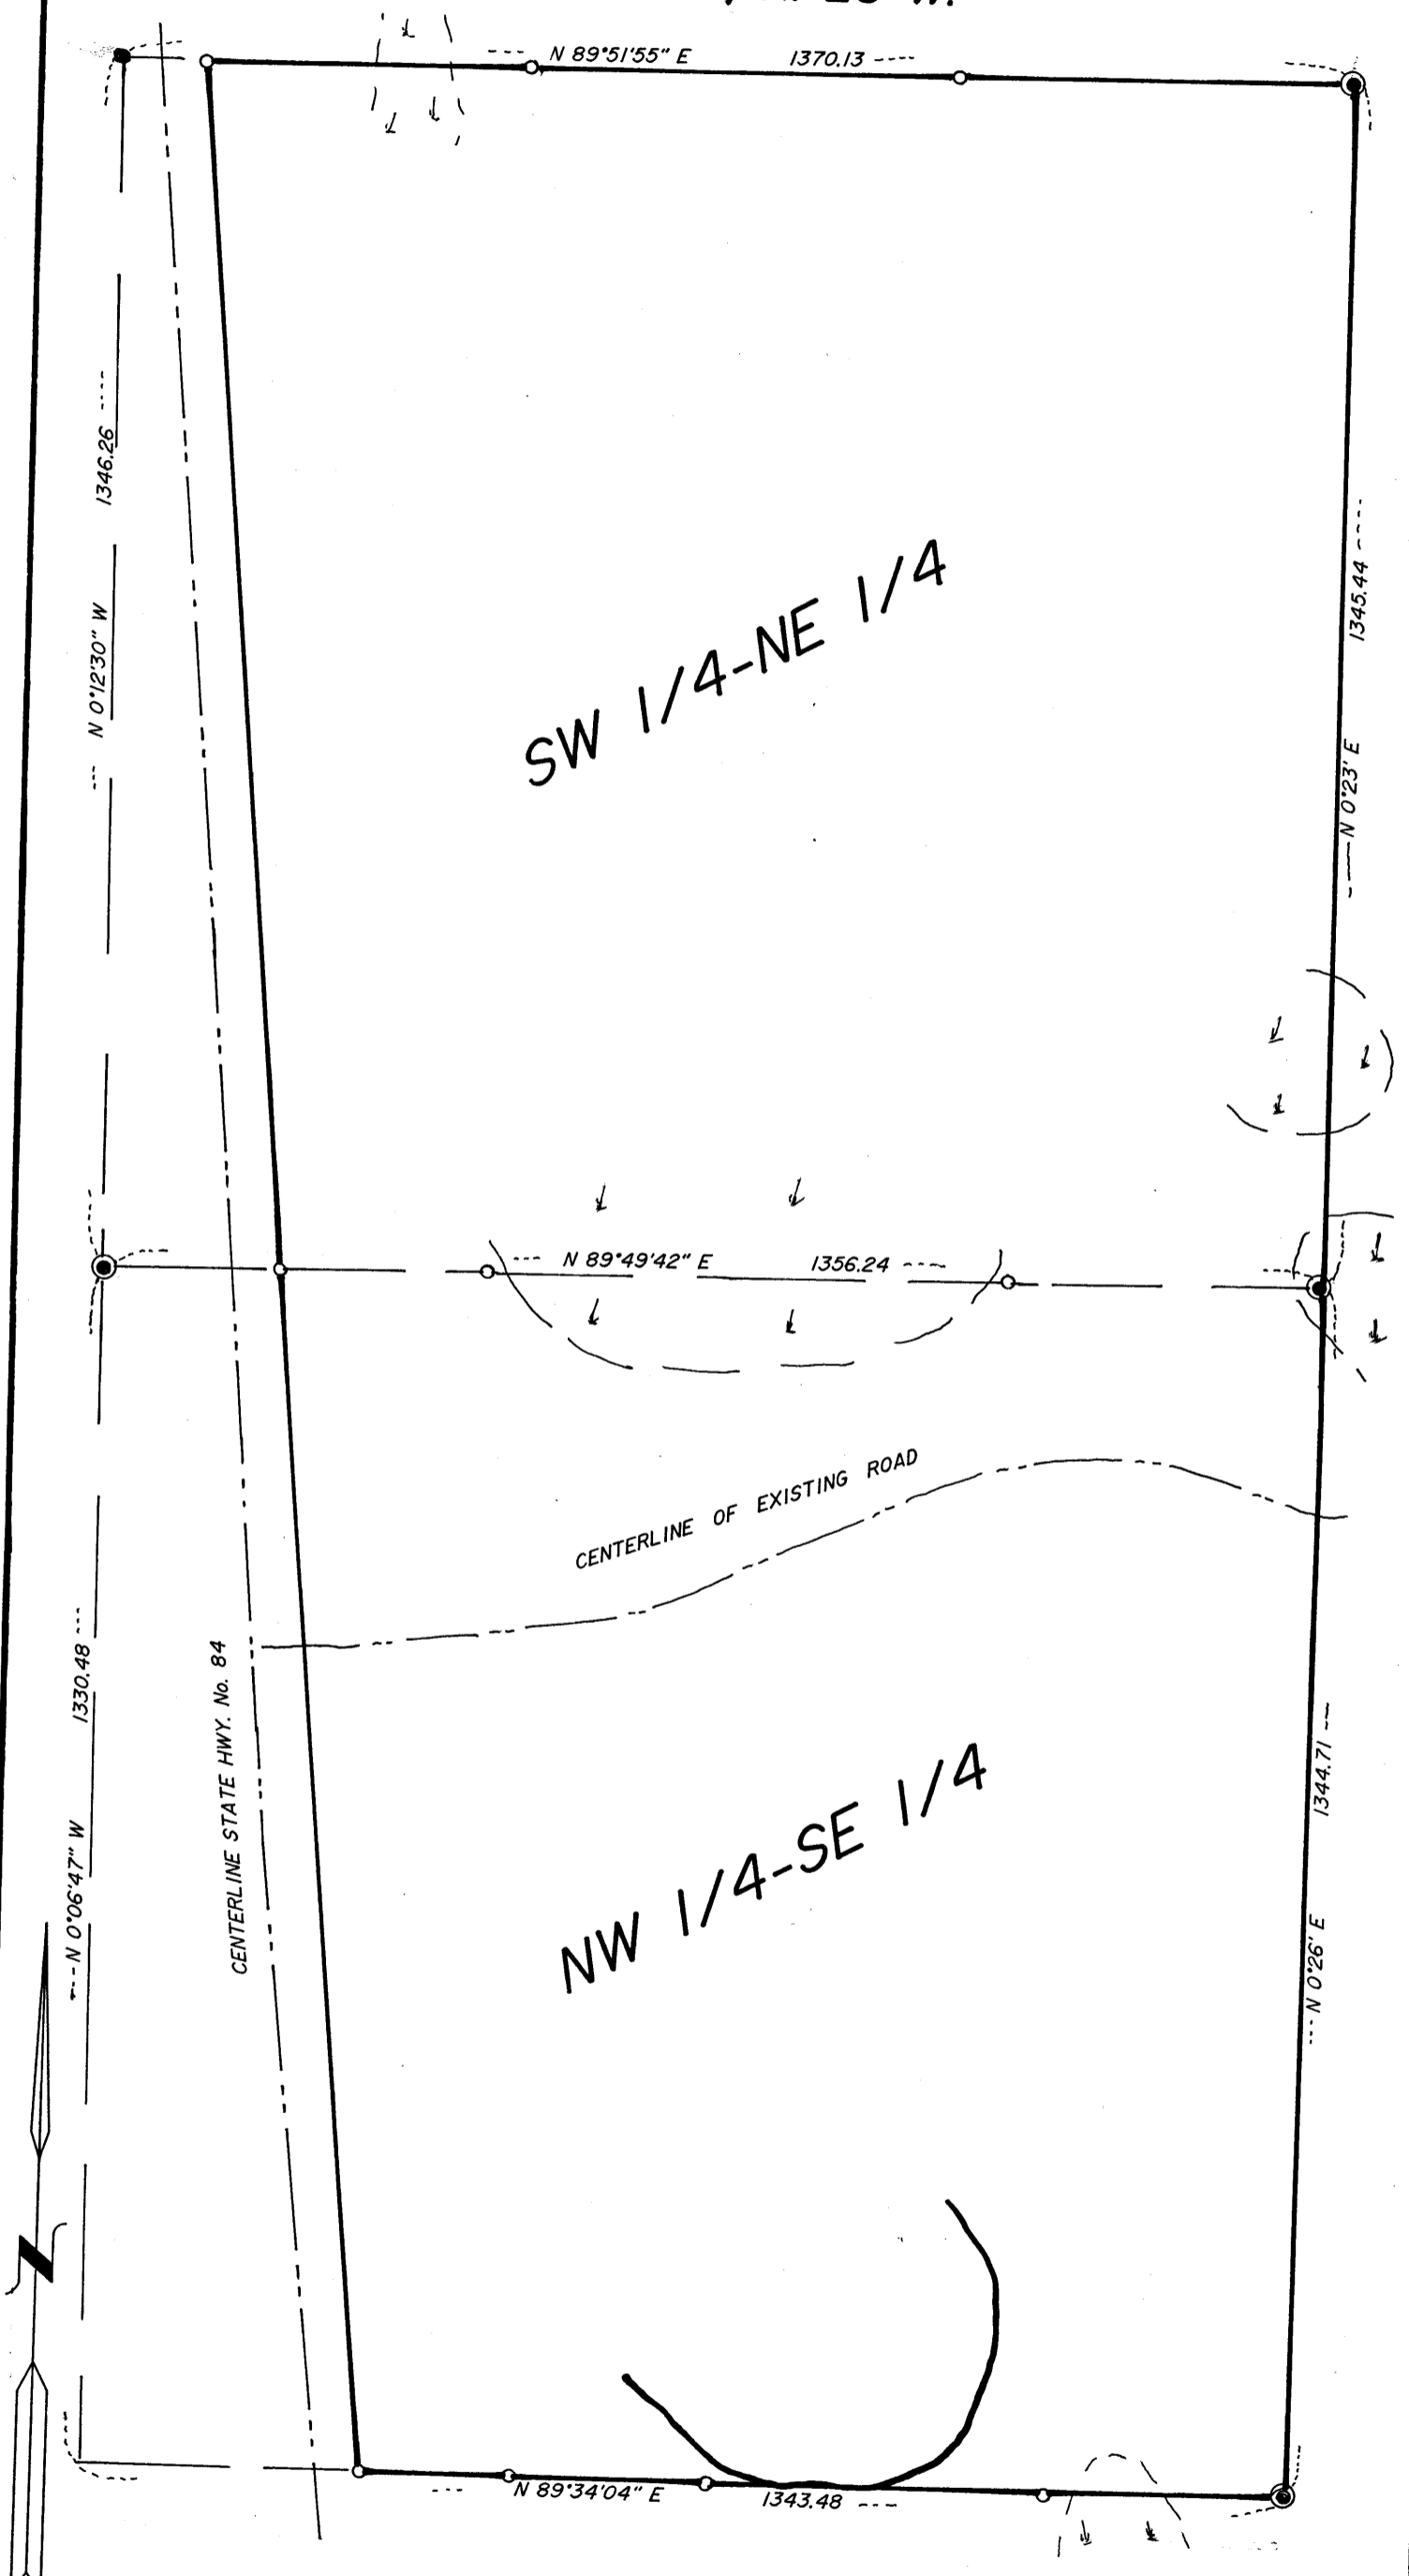 N 89°51'55" E 1370.13
1346.26
N 0°12'30" W
SW 1/4-NE 1/4
1345.44
N 0°23' E
N 89°49'42" E 1356.24
CENTERLINE OF EXISTING ROAD
1330.48
N 0°06'47" W
CENTERLINE STATE HWY. No. 84
NW 1/4-SE 1/4
1344.71
N 0°26' E
N
N 89°34'04" E 1343.48